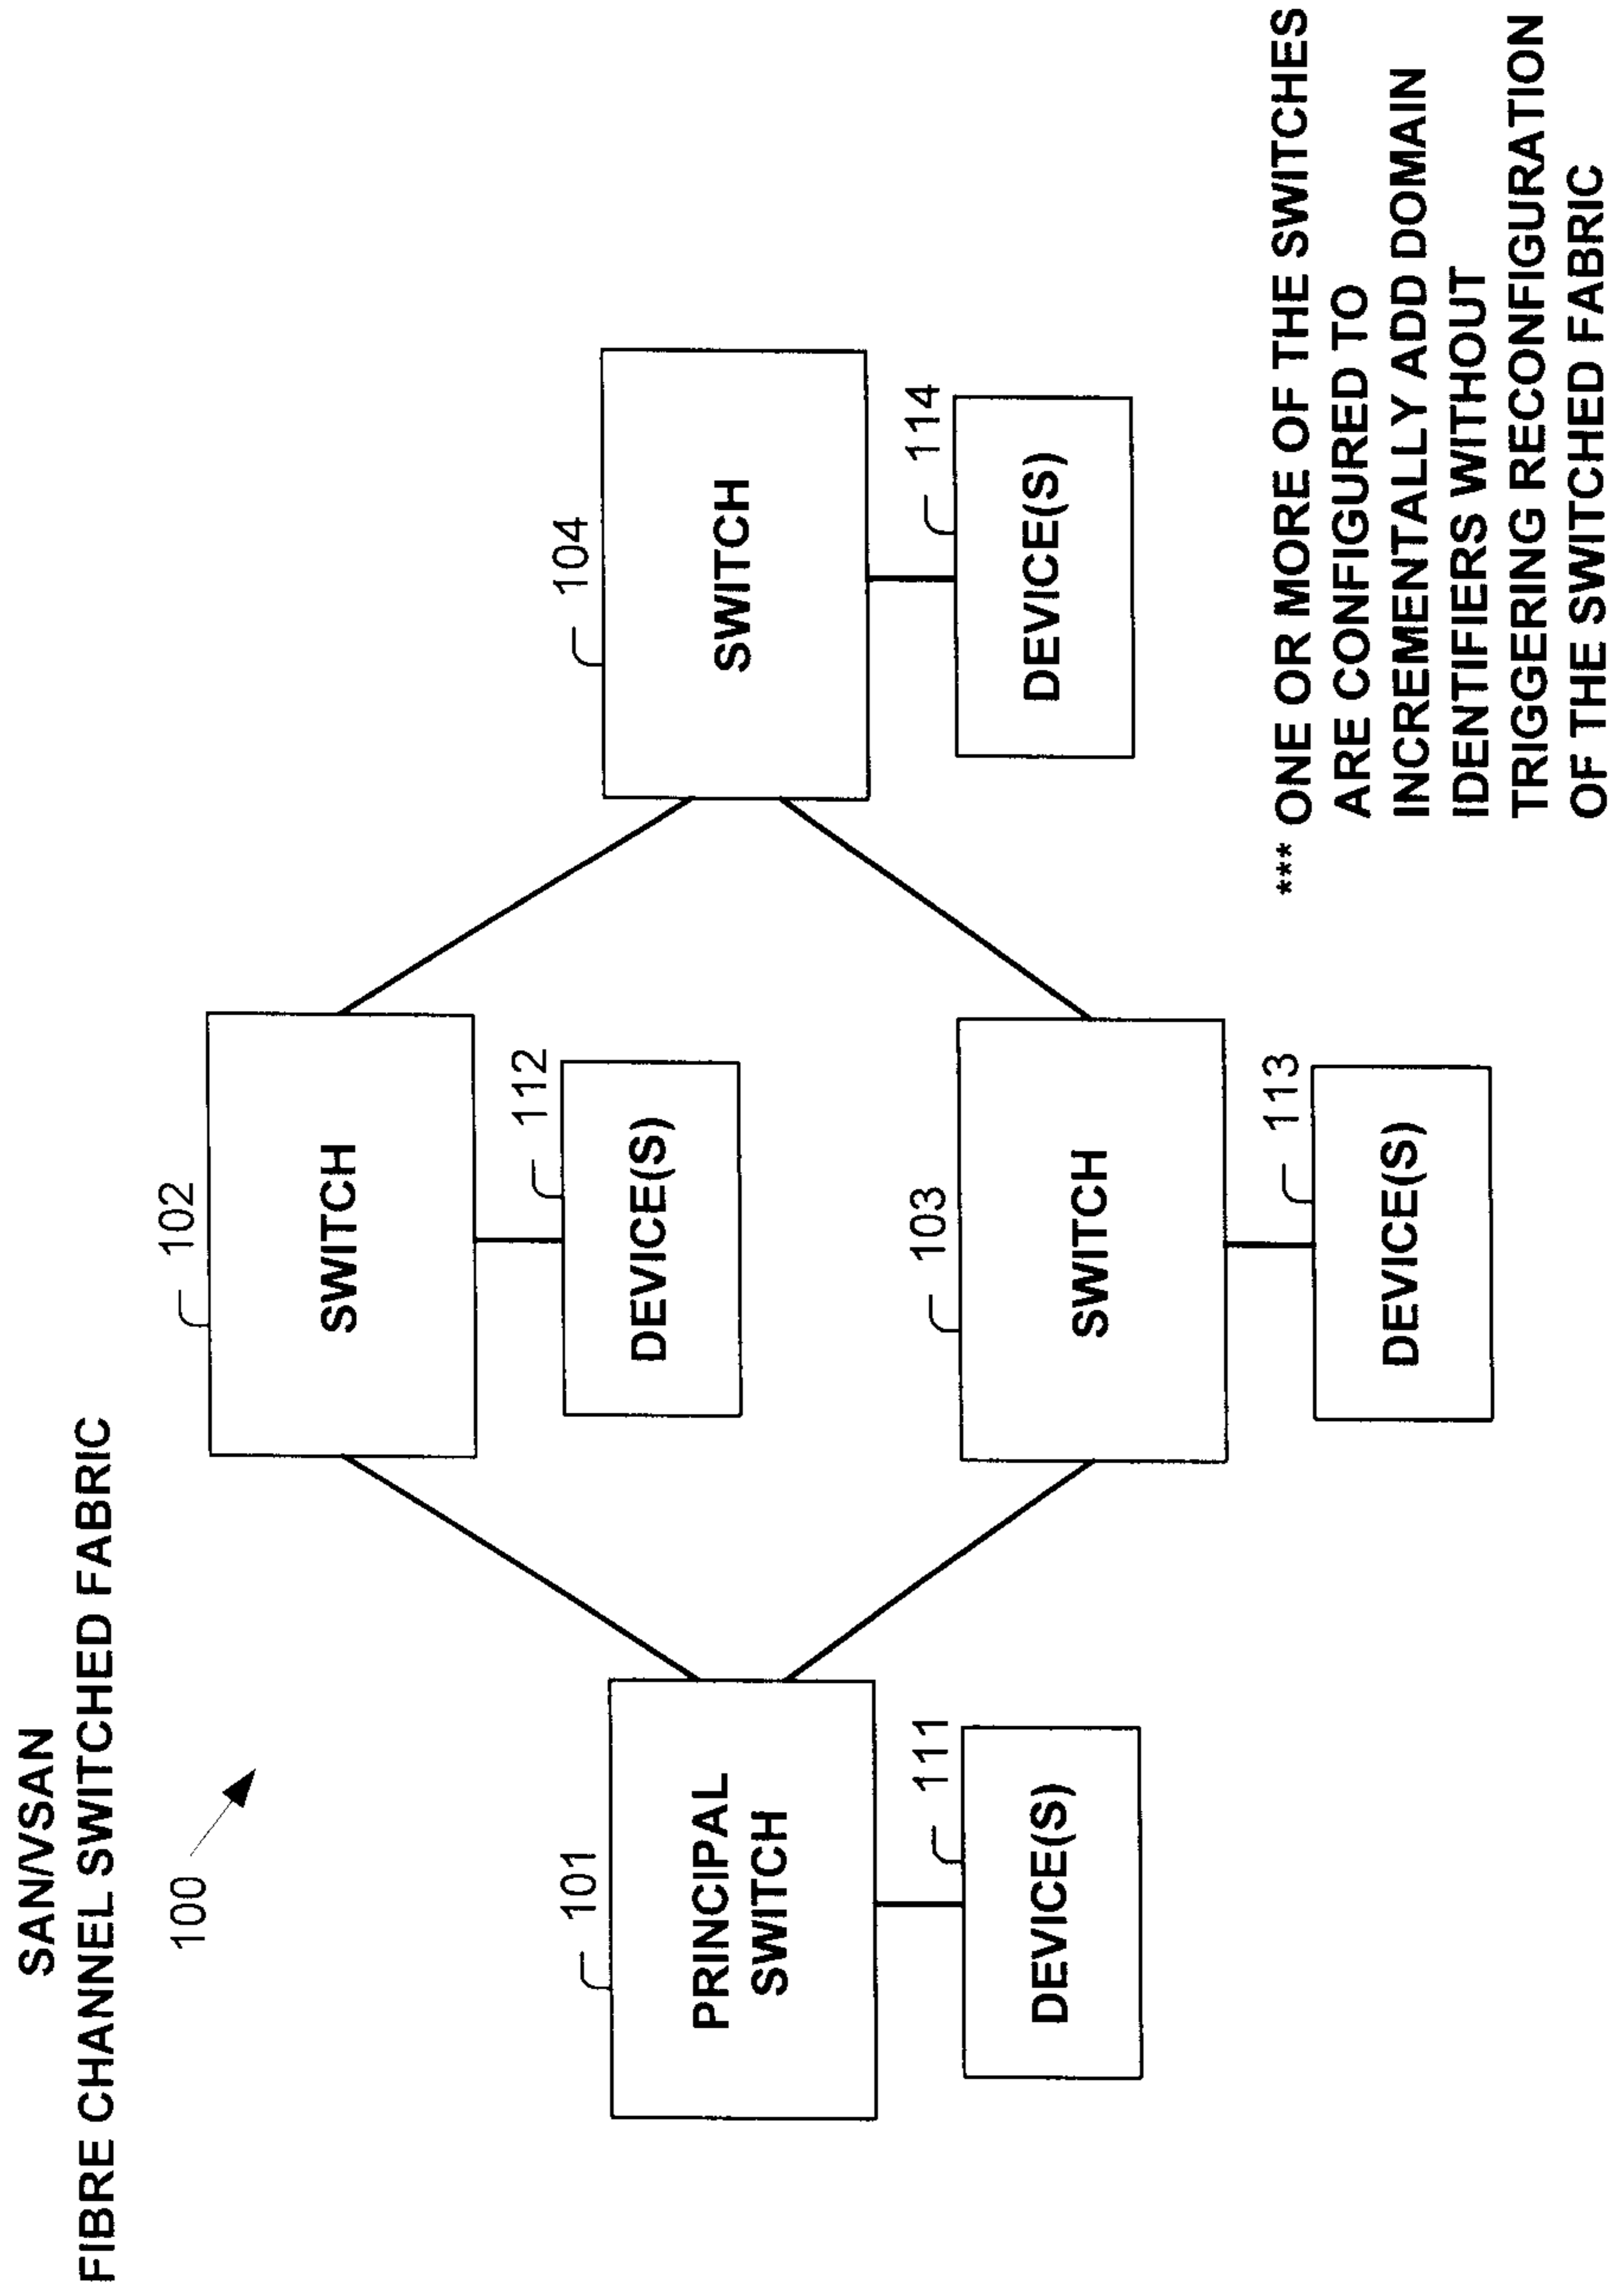 SAN/VSAN
FIBRE CHANNEL SWITCHED FABRIC
100
102
SWITCH
112
DEVICE(S)
101
PRINCIPAL
SWITCH
111
DEVICE(S)
104
SWITCH
114
DEVICE(S)
103
SWITCH
113
DEVICE(S)
*** ONE OR MORE OF THE SWITCHES
ARE CONFIGURED TO
INCREMENTALLY ADD DOMAIN
IDENTIFIERS WITHOUT
TRIGGERING RECONFIGURATION
OF THE SWITCHED FABRIC